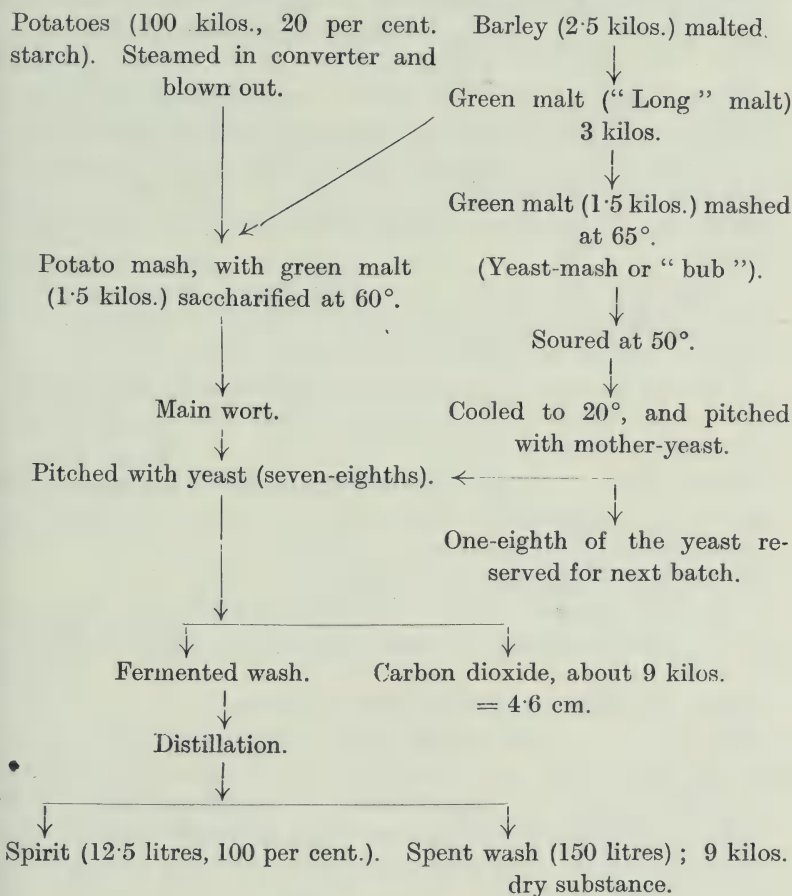 Potatoes (100 kilos., 20 per cent.
starch). Steamed in converter and
blown out.
Barley (2·5 kilos.) malted.
Green malt (“ Long ” malt)
3 kilos.
Green malt (1·5 kilos.) mashed
at 65°.
(Yeast-mash or “ bub ”).
Potato mash, with green malt
(1·5 kilos.) saccharified at 60°.
Soured at 50°.
Main wort.
Cooled to 20°, and pitched
with mother-yeast.
Pitched with yeast (seven-eighths).
One-eighth of the yeast re-
served for next batch.
Fermented wash.
Carbon dioxide, about 9 kilos.
= 4·6 cm.
Distillation.
Spirit (12·5 litres, 100 per cent.).
Spent wash (150 litres) ; 9 kilos.
dry substance.